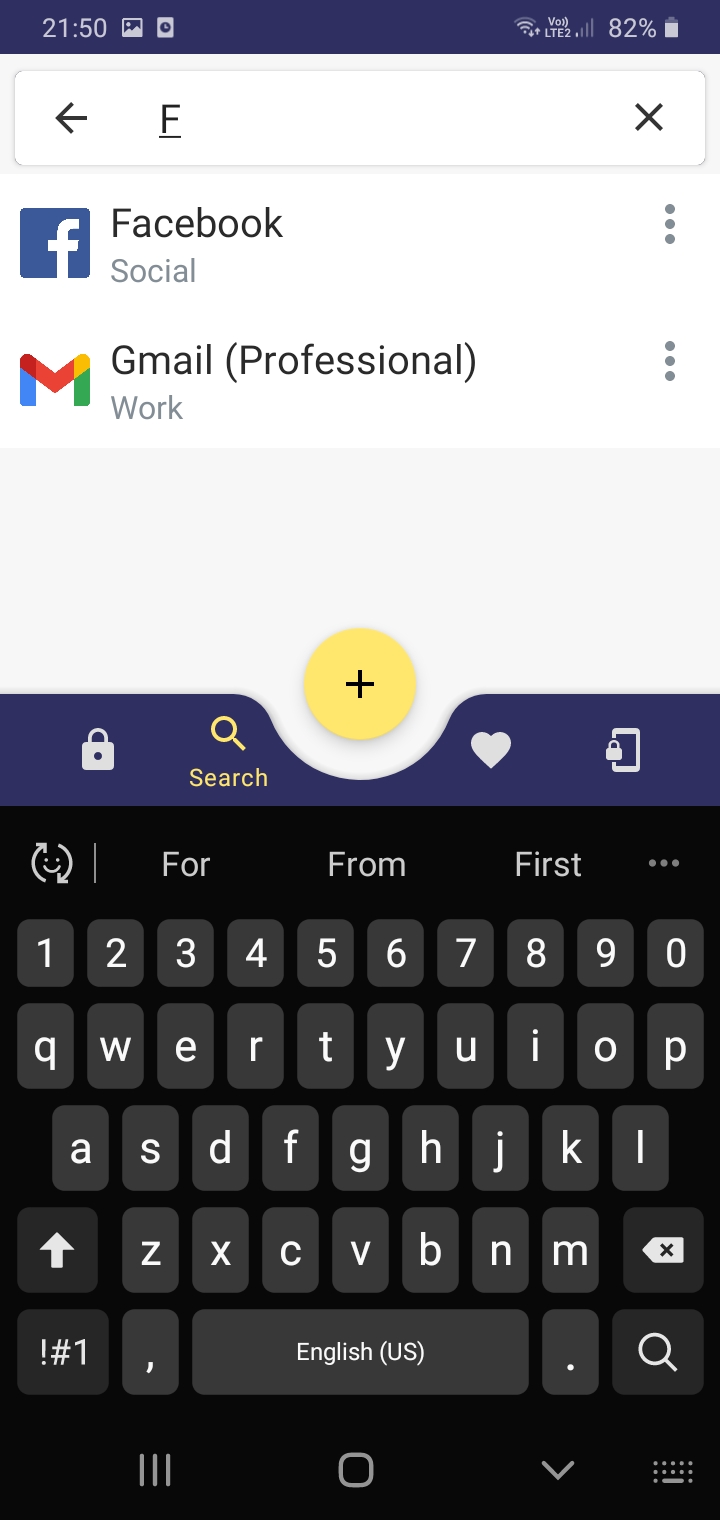 21:50 Vo)) LTE2 82%
F
Facebook
Social
Gmail (Professional)
Work
+
Search
For From First
1 2 3 4 5 6 7 8 9 0
q w e r t y u i o p
a s d f g h j k l
z x c v b n m
!#1 , English (US) .